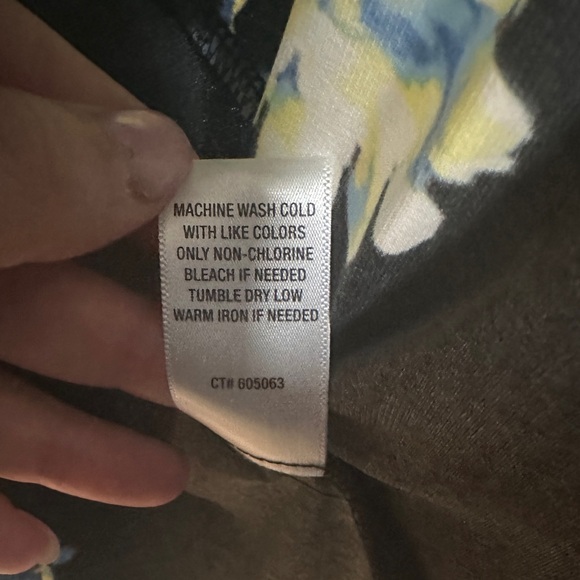 MACHINE WASH COLD
WITH LIKE COLORS
ONLY NON-CHLORINE
BLEACH IF NEEDED
TUMBLE DRY LOW
WARM IRON IF NEEDED
CT# 605063